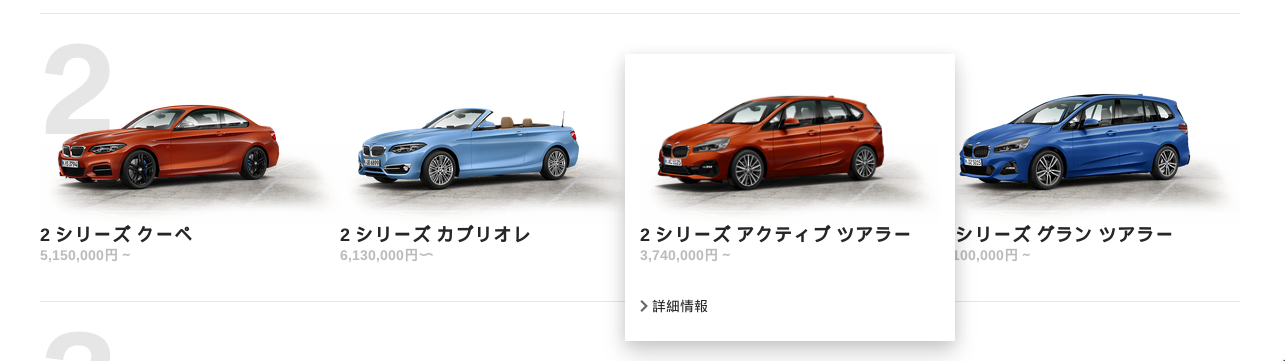 2
2 シリーズ クーペ
5,150,000円 ~
2 シリーズ カブリオレ
6,130,000円〜
2 シリーズ アクティブ ツアラー
3,740,000円 ~
詳細情報
シリーズ グラン ツアラー
100,000円 ~